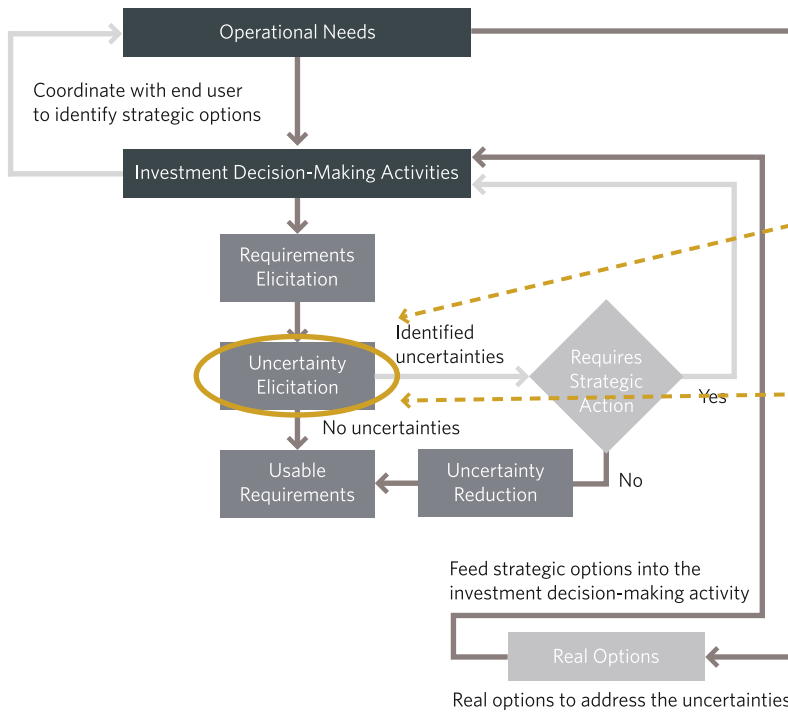 Operational Needs
Coordinate with end user
to identify strategic options
Investment Decision-Making Activities
Requirements
Elicitation
Identified
uncertainties
Uncertainty
Elicitation
Requires
Strategic
Action
Yes
No uncertainties
Usable
Requirements
Uncertainty
Reduction
No
Feed strategic options into the
investment decision-making activity
Real Options
Real options to address the uncertainties